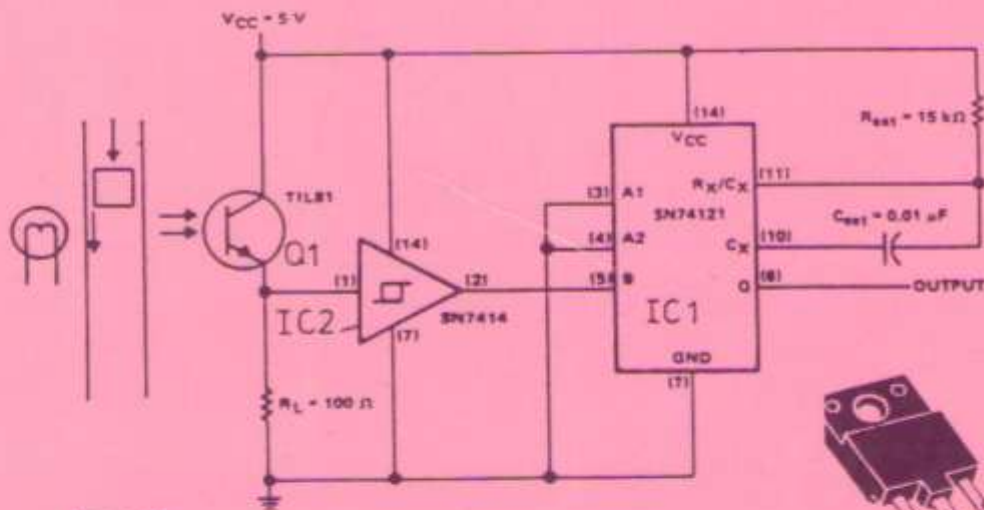 VCC = 5 V
(14)
Rext = 15 kΩ
VCC
(3) A1
RX/CX (11)
TIL81
SN74121
Cext = 0.01 µF
Q1
(14)
(4) A2
CX (10)
(1)
(2)
(5) B
Q (6)
OUTPUT
IC2
SN7414
IC1
(7)
GND
(7)
RL = 100 Ω